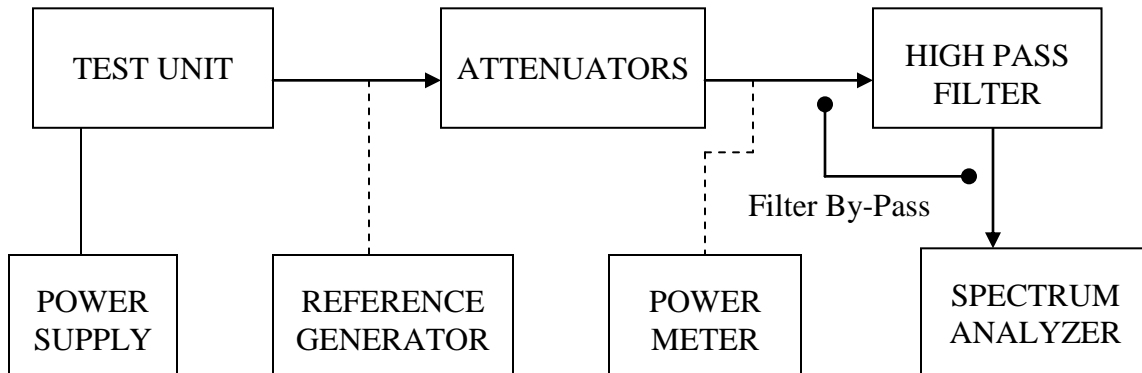 TEST UNIT
ATTENUATORS
HIGH PASS
FILTER
Filter By-Pass
POWER
SUPPLY
REFERENCE
GENERATOR
POWER
METER
SPECTRUM
ANALYZER